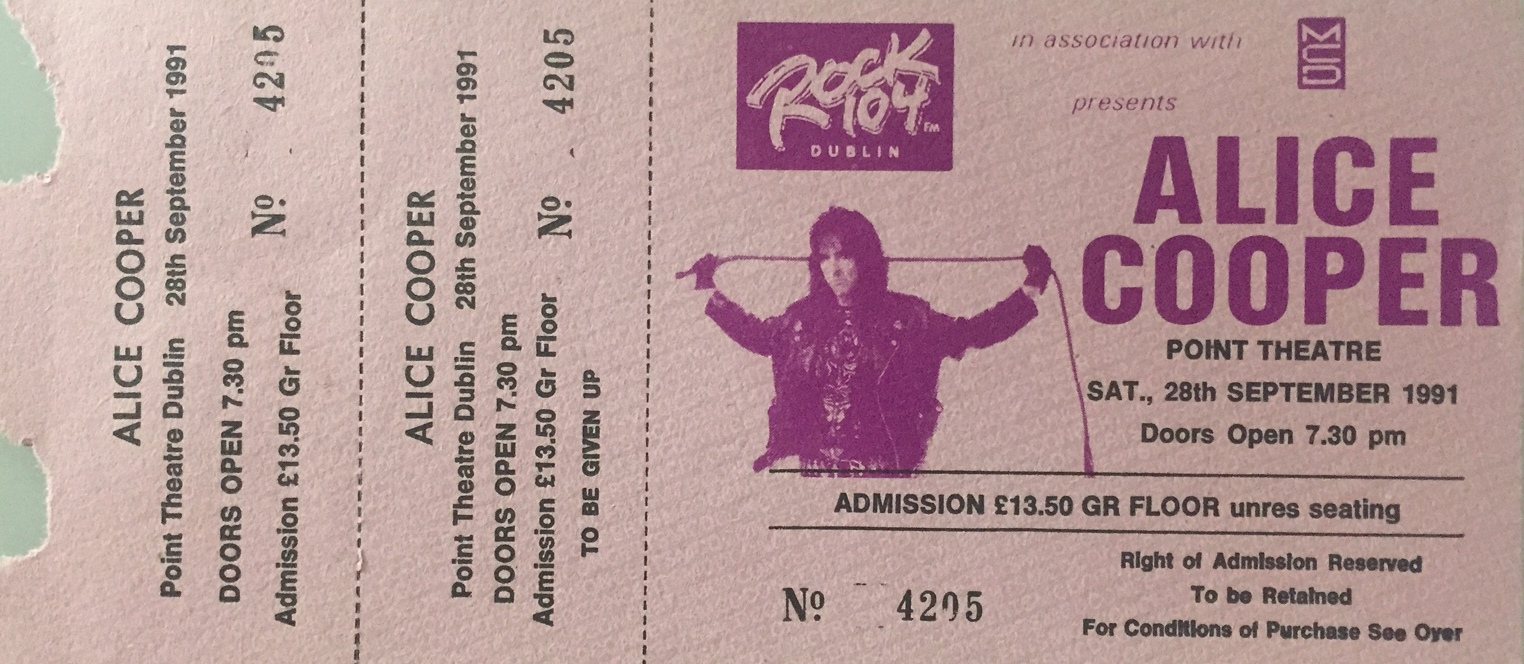 ALICE COOPER
Point Theatre Dublin 28th September 1991
DOORS OPEN 7.30 pm
Admission £13.50 Gr Floor Nº 4205
ALICE COOPER
Point Theatre Dublin 28th September 1991
DOORS OPEN 7.30 pm
Admission £13.50 Gr Floor Nº 4205
TO BE GIVEN UP
ROCK
104
FM
DUBLIN
in association with
MCD
presents
ALICE
COOPER
POINT THEATRE
SAT., 28th SEPTEMBER 1991
Doors Open 7.30 pm
ADMISSION £13.50 GR FLOOR unres seating
Right of Admission Reserved
To be Retained
For Conditions of Purchase See Over
Nº 4205